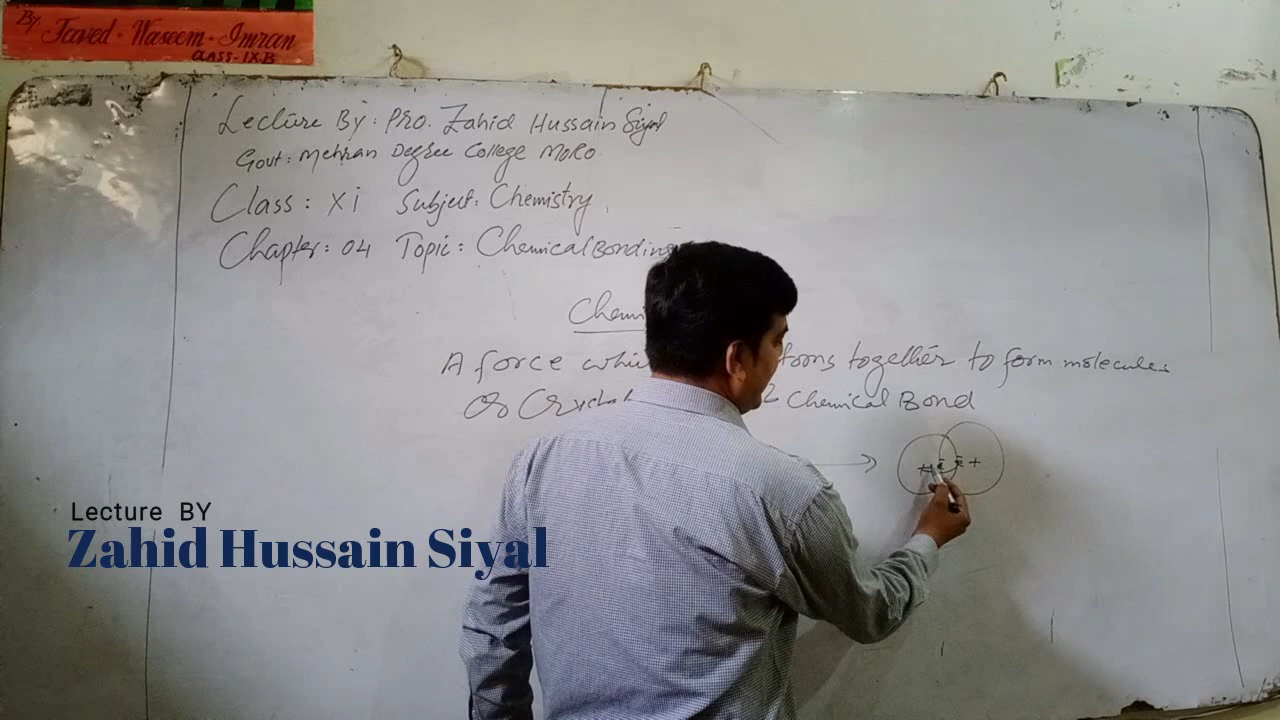 By. Javed - Waseem - Imran
CLASS-IX B
Lecture By: Pro. Zahid Hussain Siyal
Govt: Mehran Degree College MORO
Class: XI Subject: Chemistry
Chapter: 04 Topic: Chemical Bonding
Chemi
A force whi toms together to form molecules
or Crystal Chemical Bond
+ e e +
Lecture BY
Zahid Hussain Siyal